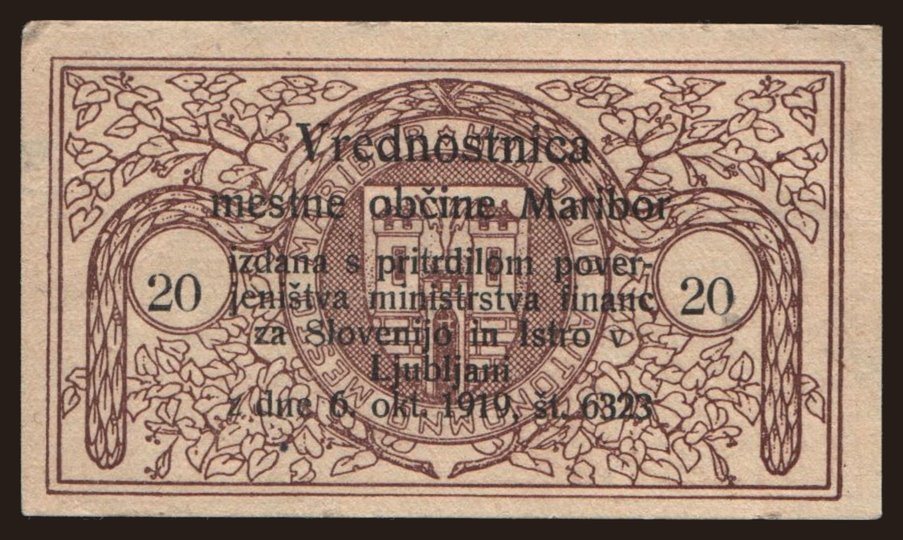 Vrednostnica
mestne občine Maribor
20
izdana s pritrdilom pover-
jeništva ministrstva financ
za Slovenijo in Istro v
Ljubljani
z dne 6. okt. 1919, št. 6323
20